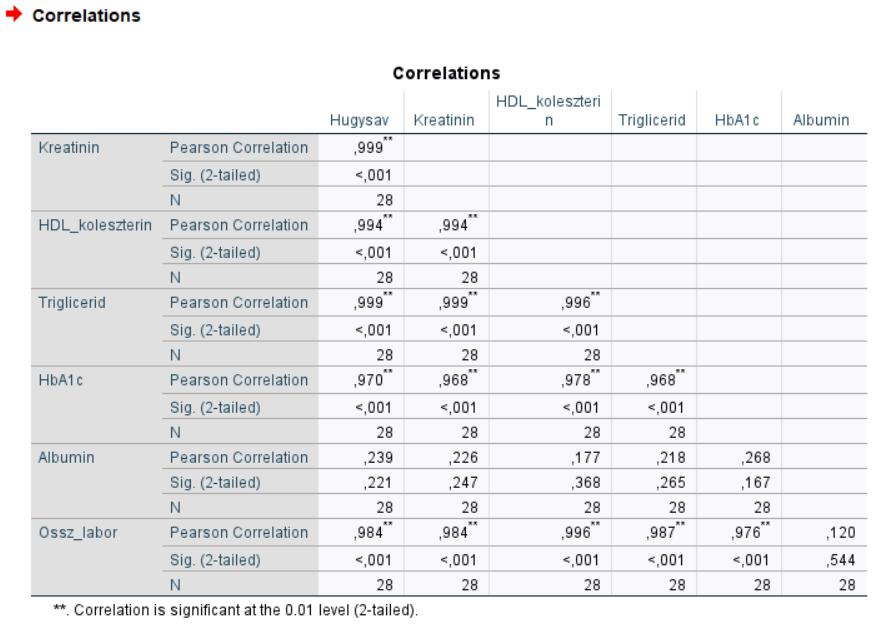 Correlations
Correlations
Hugysav Kreatinin HDL_koleszteri
n Triglicerid HbA1c Albumin
Kreatinin Pearson Correlation ,999**
Sig. (2-tailed) <,001
N 28
HDL_koleszterin Pearson Correlation ,994** ,994**
Sig. (2-tailed) <,001 <,001
N 28 28
Triglicerid Pearson Correlation ,999** ,999** ,996**
Sig. (2-tailed) <,001 <,001 <,001
N 28 28 28
HbA1c Pearson Correlation ,970** ,968** ,978** ,968**
Sig. (2-tailed) <,001 <,001 <,001 <,001
N 28 28 28 28
Albumin Pearson Correlation ,239 ,226 ,177 ,218 ,268
Sig. (2-tailed) ,221 ,247 ,368 ,265 ,167
N 28 28 28 28 28
Ossz_labor Pearson Correlation ,984** ,984** ,996** ,987** ,976** ,120
Sig. (2-tailed) <,001 <,001 <,001 <,001 <,001 ,544
N 28 28 28 28 28 28
**. Correlation is significant at the 0.01 level (2-tailed).